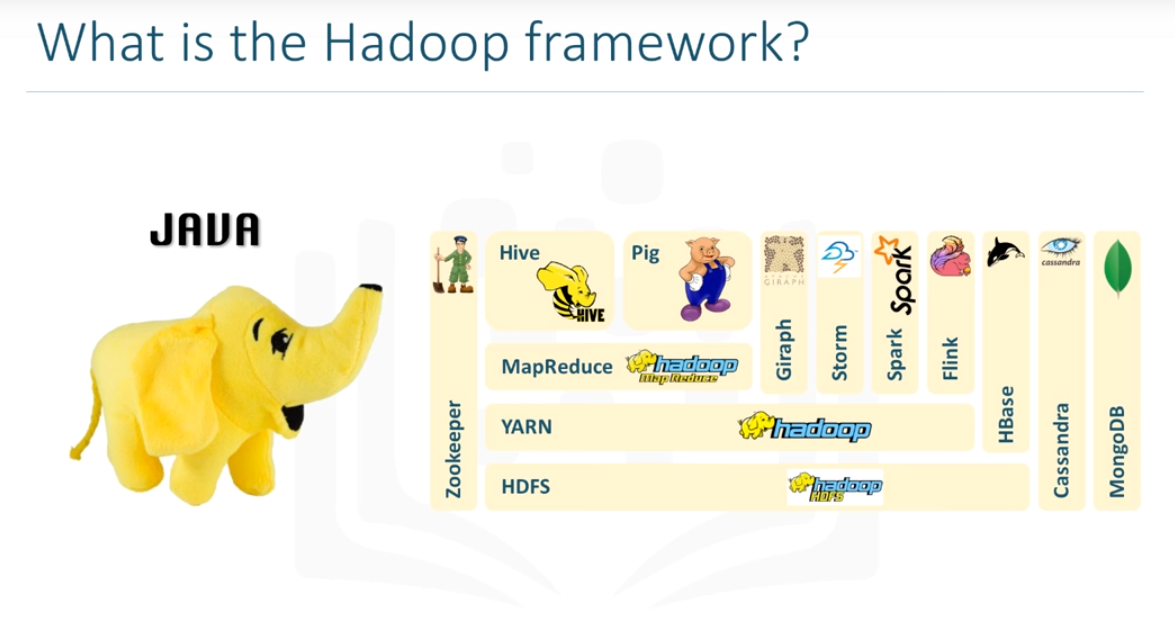 What is the Hadoop framework?
JAVA
Zookeeper
Hive
HIVE
Pig
MapReduce
hadoop
Map Reduce
APACHE
GIRAPH
Giraph
Storm
Spark
Spark
Flink
YARN
hadoop
HDFS
hadoop
HDFS
HBase
cassandra
Cassandra
MongoDB